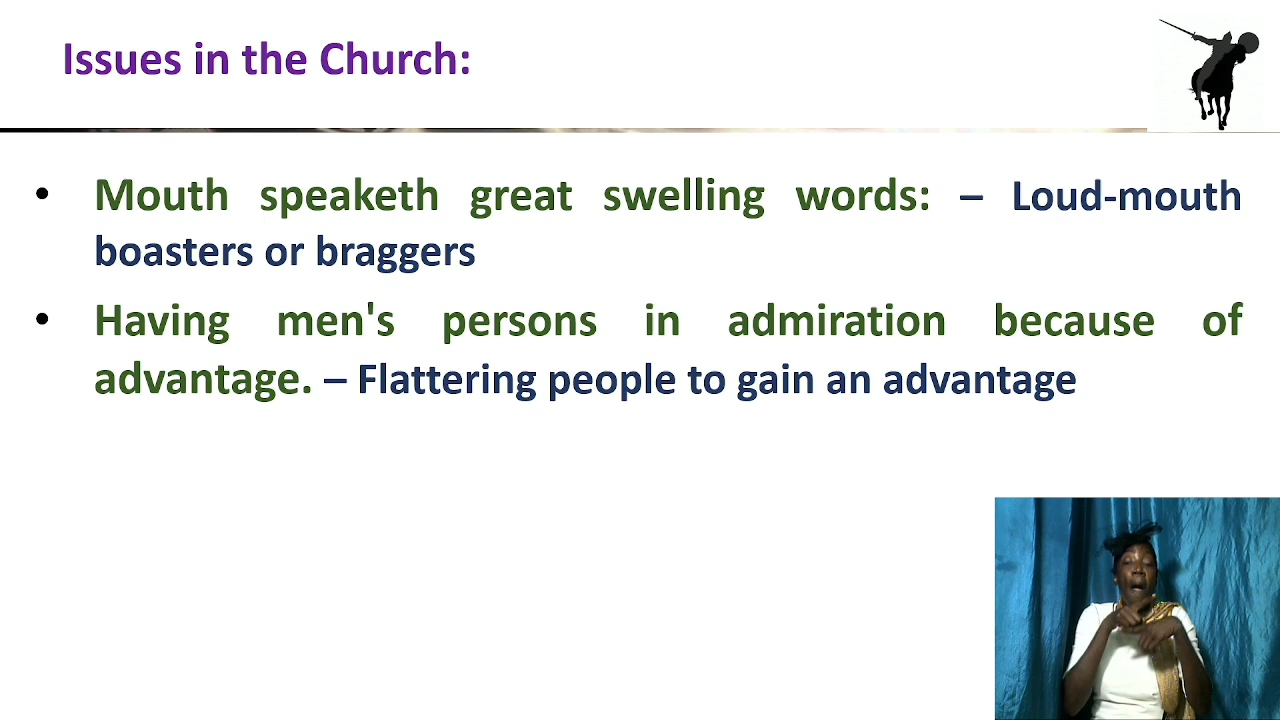 Issues in the Church:
• Mouth speaketh great swelling words: – Loud-mouth
boasters or braggers
• Having men's persons in admiration because of
advantage. – Flattering people to gain an advantage